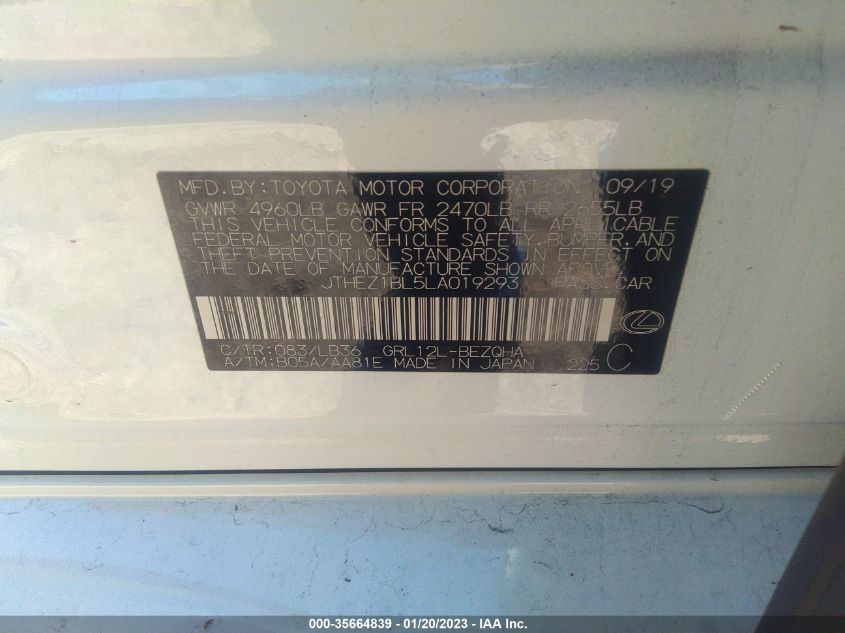 MFD. BY: TOYOTA MOTOR CORPORATION 09/19
GVWR 4960LB GAWR FR 2470LB RR
THIS VEHICLE CONFORMS TO ALL APPLICABLE
FEDERAL MOTOR VEHICLE SAFETY, BUMPER, AND
THEFT PREVENTION STANDARDS IN EFFECT ON
THE DATE OF MANUFACTURE SHOWN ABOVE.
JTHEZ1BL5LA019293 PASS. CAR
C/TR: 083/LB36 GRL12L-BEZQHA
A/TM: B05A/AA81E MADE IN JAPAN 225 C
000-35664839 - 01/20/2023 - IAA Inc.